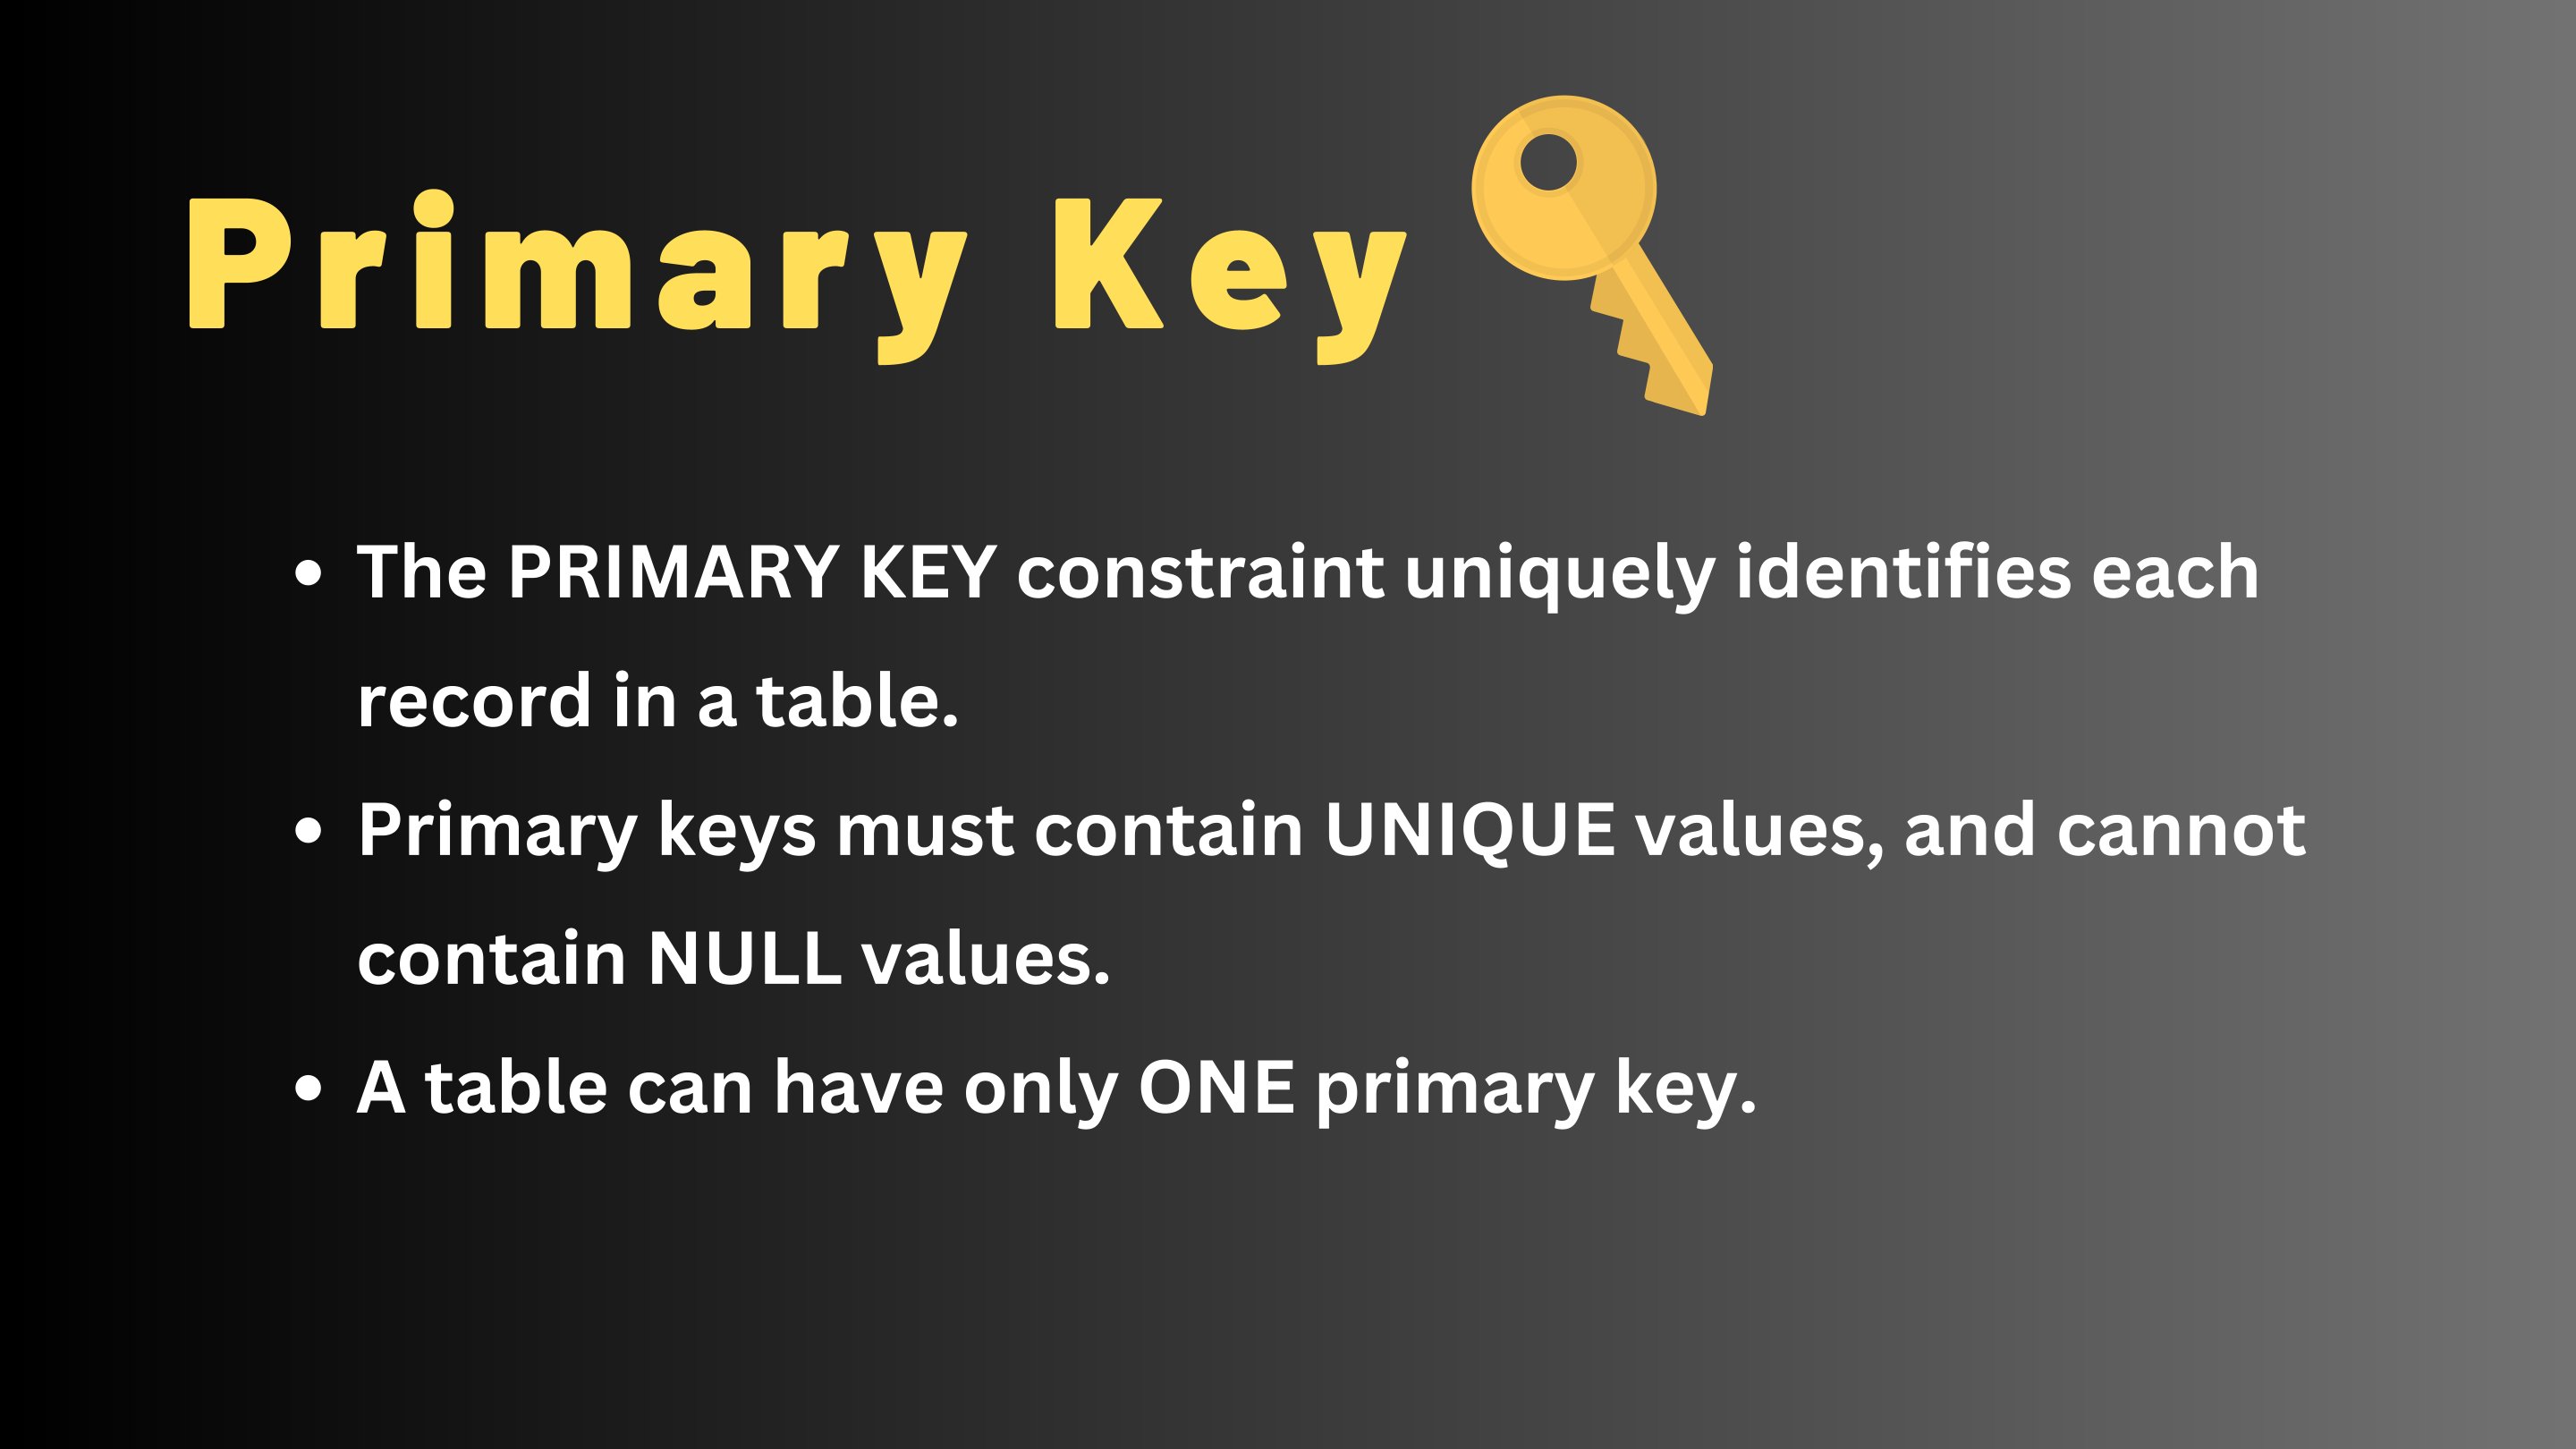 Primary Key
• The PRIMARY KEY constraint uniquely identifies each
record in a table.
• Primary keys must contain UNIQUE values, and cannot
contain NULL values.
• A table can have only ONE primary key.